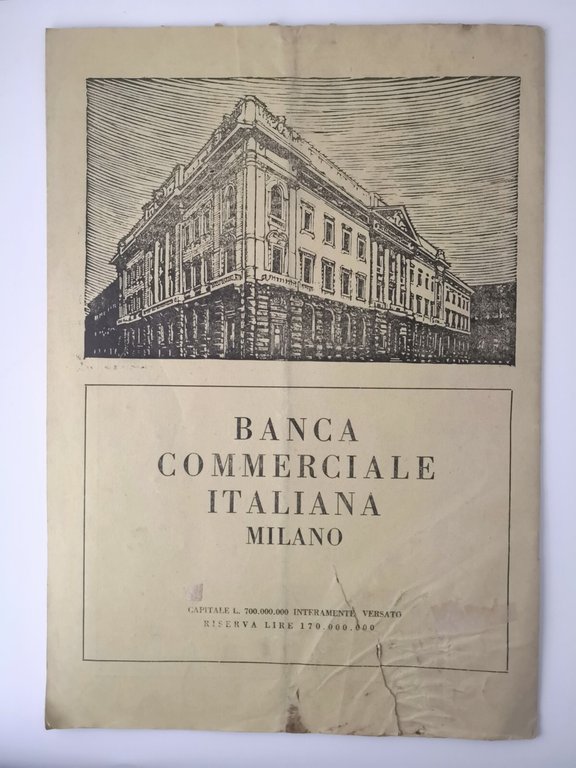 BANCA
COMMERCIALE
ITALIANA
MILANO
CAPITALE L. 700.000.000 INTERAMENTE VERSATO
RISERVA LIRE 170.000.000